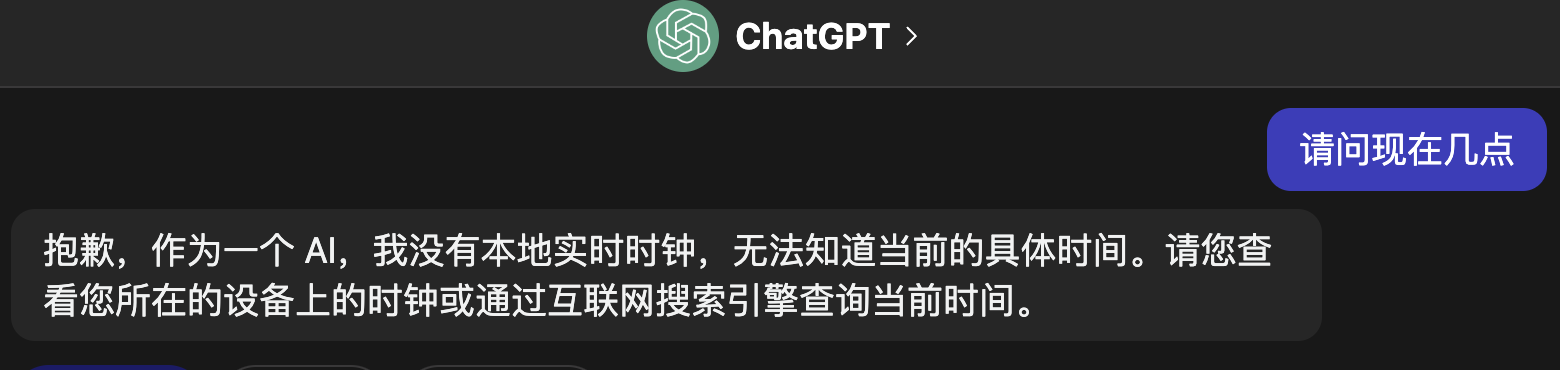 ChatGPT
请问现在几点
抱歉，作为一个 AI，我没有本地实时时钟，无法知道当前的具体时间。请您查
看您所在的设备上的时钟或通过互联网搜索引擎查询当前时间。